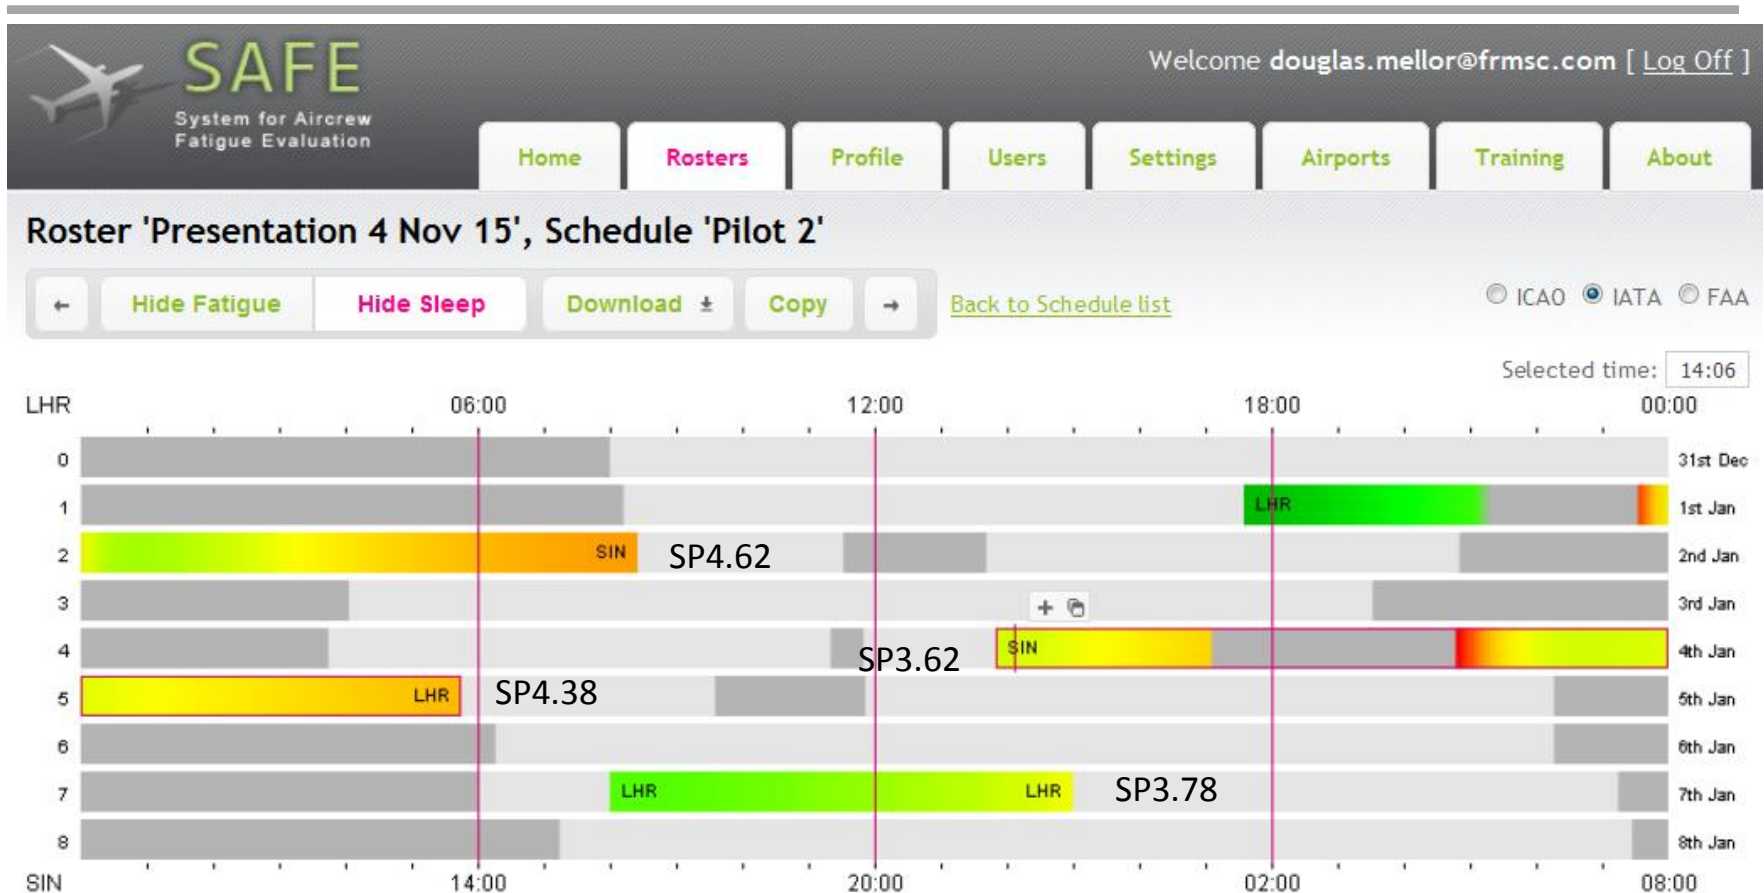 SAFE
System for Aircrew
Fatigue Evaluation
Welcome douglas.mellor@frmsc.com [ Log Off ]
Home Rosters Profile Users Settings Airports Training About
Roster 'Presentation 4 Nov 15', Schedule 'Pilot 2'
← Hide Fatigue Hide Sleep Download ± Copy → Back to Schedule list ICAO IATA FAA
Selected time: 14:06
LHR 06:00 12:00 18:00 00:00
0 31st Dec
1 LHR 1st Jan
2 SIN SP4.62 2nd Jan
3 + 3rd Jan
4 SP3.62 SIN 4th Jan
5 LHR SP4.38 5th Jan
6 6th Jan
7 LHR LHR SP3.78 7th Jan
8 8th Jan
SIN 14:00 20:00 02:00 08:00